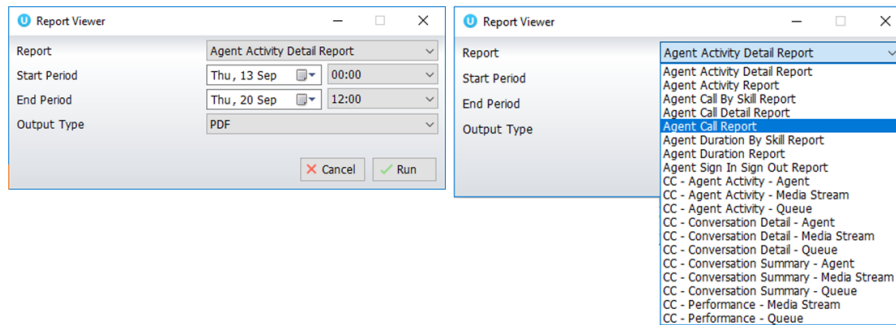 Report Viewer
Report
Agent Activity Detail Report
Start Period
Thu, 13 Sep
00:00
End Period
Thu, 20 Sep
12:00
Output Type
PDF
Cancel
Run
Report Viewer
Report
Agent Activity Detail Report
Start Period
End Period
Output Type
Agent Activity Detail Report
Agent Activity Report
Agent Call By Skill Report
Agent Call Detail Report
Agent Call Report
Agent Duration By Skill Report
Agent Duration Report
Agent Sign In Sign Out Report
CC - Agent Activity - Agent
CC - Agent Activity - Media Stream
CC - Agent Activity - Queue
CC - Conversation Detail - Agent
CC - Conversation Detail - Media Stream
CC - Conversation Detail - Queue
CC - Conversation Summary - Agent
CC - Conversation Summary - Media Stream
CC - Conversation Summary - Queue
CC - Performance - Media Stream
CC - Performance - Queue